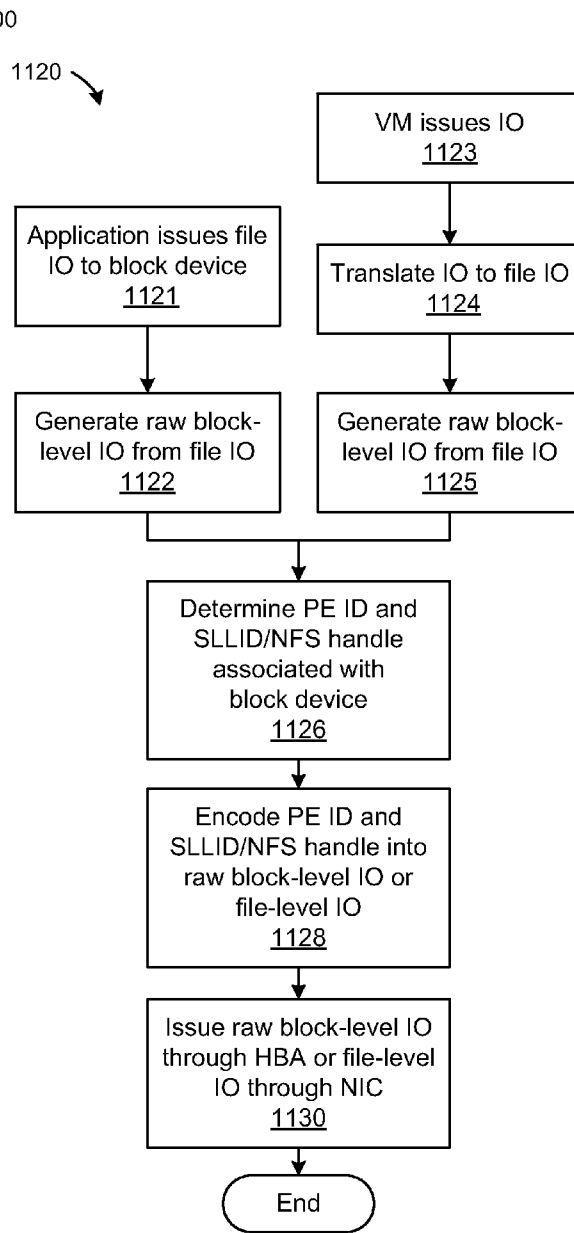 00
1120
VM issues IO
1123
Application issues file
IO to block device
1121
Translate IO to file IO
1124
Generate raw block-
level IO from file IO
1122
Generate raw block-
level IO from file IO
1125
Determine PE ID and
SLLID/NFS handle
associated with
block device
1126
Encode PE ID and
SLLID/NFS handle into
raw block-level IO or
file-level IO
1128
Issue raw block-level IO
through HBA or file-level
IO through NIC
1130
End